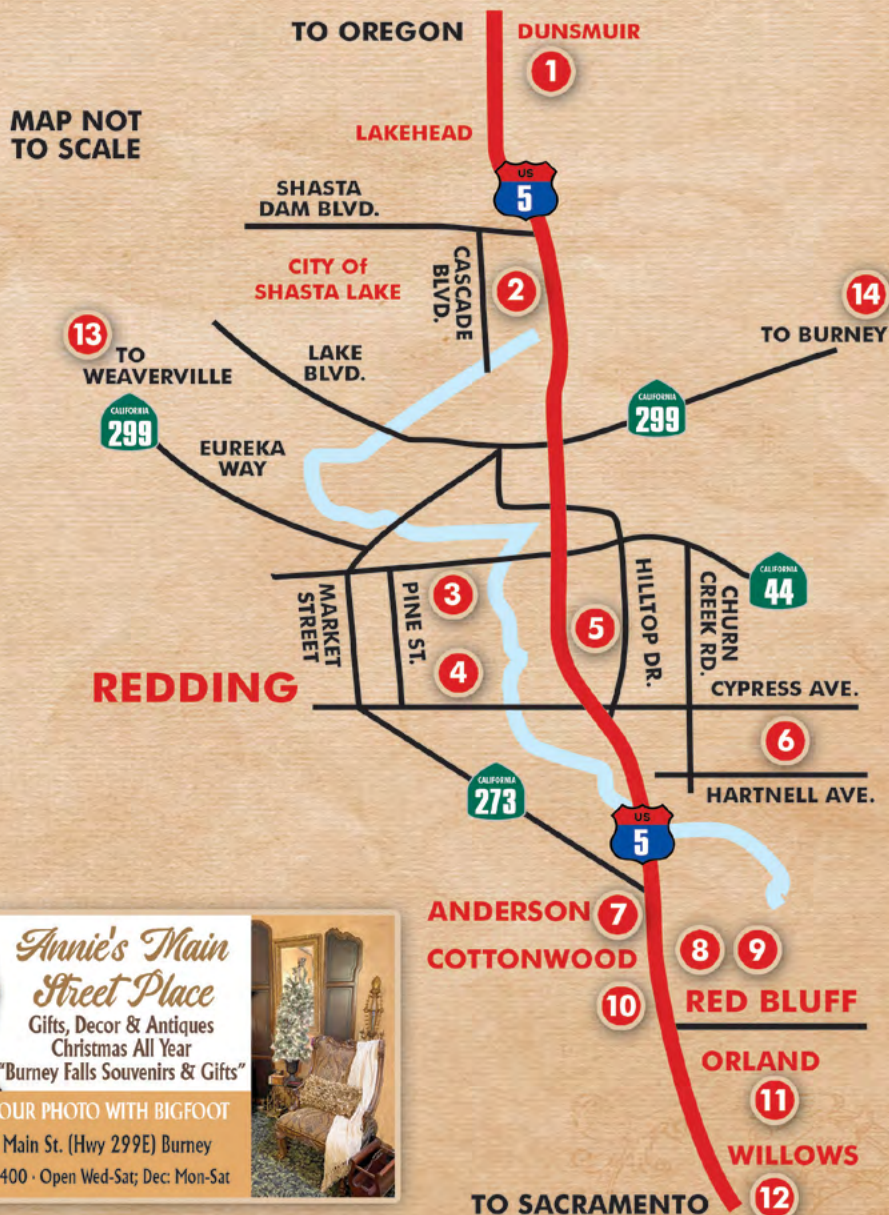 TO OREGON
DUNSMUIR
1
MAP NOT
TO SCALE
LAKEHEAD
US
5
SHASTA
DAM BLVD.
CITY Of
SHASTA LAKE
CASCADE
BLVD.
2
14
TO BURNEY
13
TO
WEAVERVILLE
LAKE
BLVD.
CALIFORNIA
299
CALIFORNIA
299
EUREKA
WAY
MARKET
STREET
PINE ST.
3
4
5
HILLTOP DR.
CHURN
CREEK RD.
CALIFORNIA
44
REDDING
CYPRESS AVE.
6
HARTNELL AVE.
CALIFORNIA
273
US
5
ANDERSON
7
COTTONWOOD
8
9
10
RED BLUFF
ORLAND
11
WILLOWS
12
TO SACRAMENTO
Annie's Main
Street Place
Gifts, Decor & Antiques
Christmas All Year
"Burney Falls Souvenirs & Gifts"
OUR PHOTO WITH BIGFOOT
Main St. (Hwy 299E) Burney
400 · Open Wed-Sat; Dec: Mon-Sat